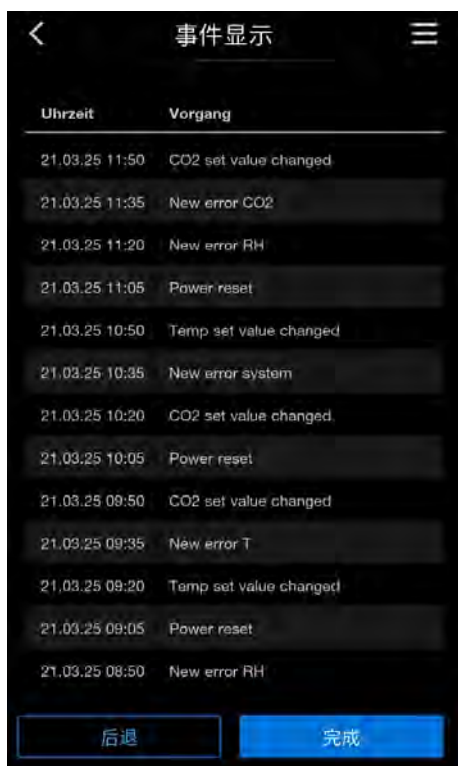 事件显示
Uhrzeit Vorgang
21.03.25 11:50 CO2 set value changed
21.03.25 11:35 New error CO2
21.03.25 11:20 New error RH
21.03.25 11:05 Power reset
21.03.25 10:50 Temp set value changed
21.03.25 10:35 New error system
21.03.25 10:20 CO2 set value changed
21.03.25 10:05 Power reset
21.03.25 09:50 CO2 set value changed
21.03.25 09:35 New error T
21.03.25 09:20 Temp set value changed
21.03.25 09:05 Power reset
21.03.25 08:50 New error RH
后退 完成